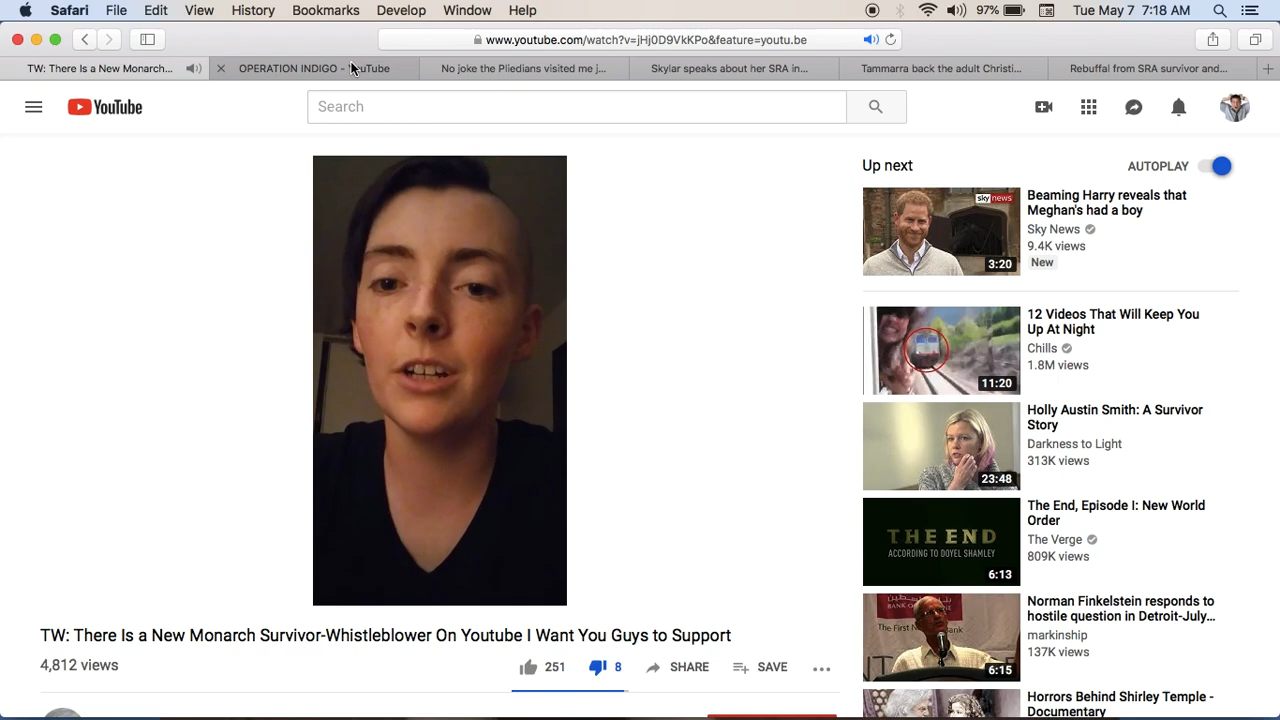 Safari File Edit View History Bookmarks Develop Window Help 97% Tue May 7 7:18 AM
www.youtube.com/watch?v=jHj0D9VkKPo&feature=youtu.be
TW: There Is a New Monarch... OPERATION INDIGO - YouTube No joke the Pliedians visited me j... Skylar speaks about her SRA in... Tammarra back the adult Christi... Rebuffal from SRA survivor and...
YouTube Search
Up next AUTOPLAY
Beaming Harry reveals that
Meghan's had a boy
Sky News
9.4K views
New
sky news
3:20
12 Videos That Will Keep You
Up At Night
Chills
1.8M views
11:20
Holly Austin Smith: A Survivor
Story
Darkness to Light
313K views
23:48
The End, Episode I: New World
Order
The Verge
809K views
THE END
ACCORDING TO DOYEL SHAMLEY
6:13
Norman Finkelstein responds to
hostile question in Detroit-July...
markinship
137K views
The First N
6:15
Horrors Behind Shirley Temple -
Documentary
TW: There Is a New Monarch Survivor-Whistleblower On Youtube I Want You Guys to Support
4,812 views
251 8 SHARE SAVE